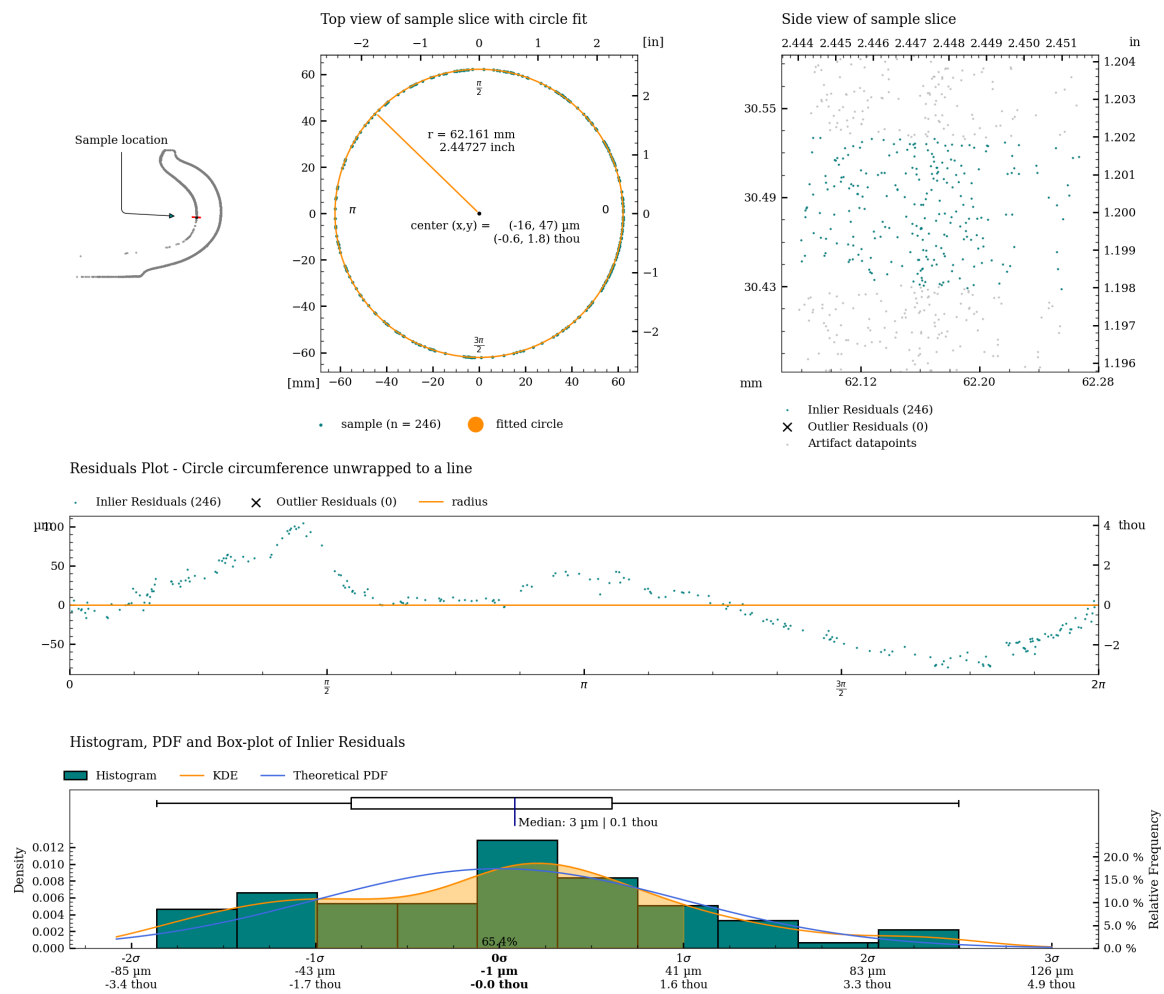 Top view of sample slice with circle fit
−2 −1 0 1 2 [in]
60
40
20
0
−20
−40
−60
π/2
r = 62.161 mm
2.44727 inch
π
0
center (x,y) = (-16, 47) µm
(-0.6, 1.8) thou
3π/2
2
1
0
−1
−2
[mm] −60 −40 −20 0 20 40 60
sample (n = 246) fitted circle
Sample location
Side view of sample slice
2.444 2.445 2.446 2.447 2.448 2.449 2.450 2.451 in
30.55
30.49
30.43
1.204
1.203
1.202
1.201
1.200
1.199
1.198
1.197
1.196
mm 62.12 62.20 62.28
Inlier Residuals (246)
Outlier Residuals (0)
Artifact datapoints
Residuals Plot - Circle circumference unwrapped to a line
Inlier Residuals (246) Outlier Residuals (0) radius
µm
100
50
0
−50
4 thou
2
0
−2
0 π/2 π 3π/2 2π
Histogram, PDF and Box-plot of Inlier Residuals
Histogram KDE Theoretical PDF
Median: 3 µm | 0.1 thou
Density
0.012
0.010
0.008
0.006
0.004
0.002
0.000
65.4%
Relative Frequency
20.0 %
15.0 %
10.0 %
5.0 %
0.0 %
-2σ -1σ 0σ 1σ 2σ 3σ
-85 µm -43 µm -1 µm 41 µm 83 µm 126 µm
-3.4 thou -1.7 thou -0.0 thou 1.6 thou 3.3 thou 4.9 thou